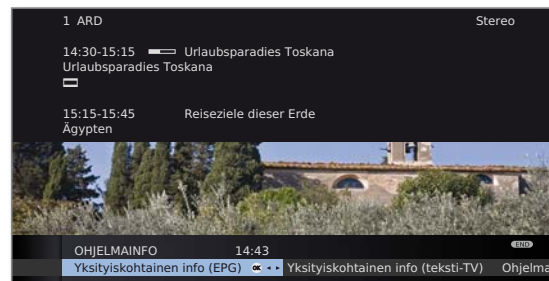 1 ARD Stereo
14:30-15:15 Urlaubsparadies Toskana
Urlaubsparadies Toskana
15:15-15:45 Reiseziele dieser Erde
Ägypten
OHJELMAINFO 14:43 END
Yksityiskohtainen info (EPG) OK Yksityiskohtainen info (teksti-TV) Ohjelma